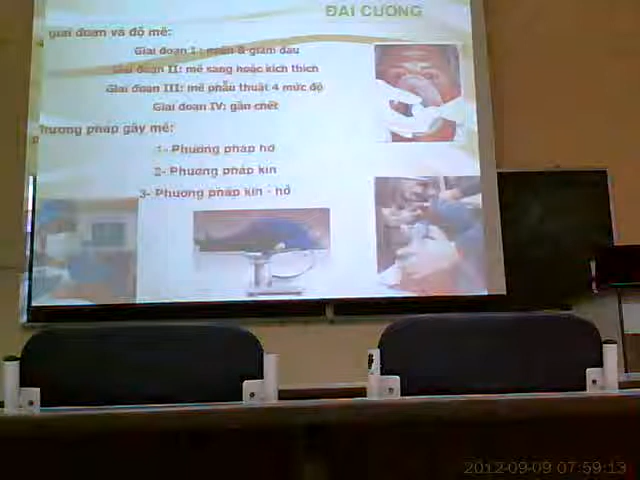 ĐẠI CƯƠNG
giai đoạn và độ mê:
Giai đoạn I : giảm đau
Giai đoạn II: mê sảng hoặc kích thích
Giai đoạn III: mê phẫu thuật 4 mức độ
Giai đoạn IV: gần chết
Phương pháp gây mê:
1- Phương pháp hở
2- Phương pháp kín
3- Phương pháp kín - hở
2012-09-09 07:59:13